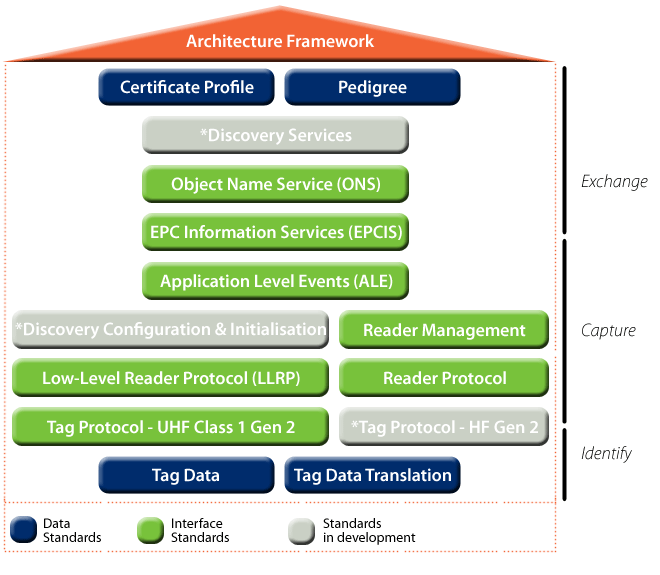 Architecture Framework
Certificate Profile
Pedigree
*Discovery Services
Object Name Service (ONS)
Exchange
EPC Information Services (EPCIS)
Application Level Events (ALE)
*Discovery Configuration & Initialisation
Reader Management
Capture
Low-Level Reader Protocol (LLRP)
Reader Protocol
Tag Protocol - UHF Class 1 Gen 2
*Tag Protocol - HF Gen 2
Identify
Tag Data
Tag Data Translation
Data
Standards
Interface
Standards
Standards
in development